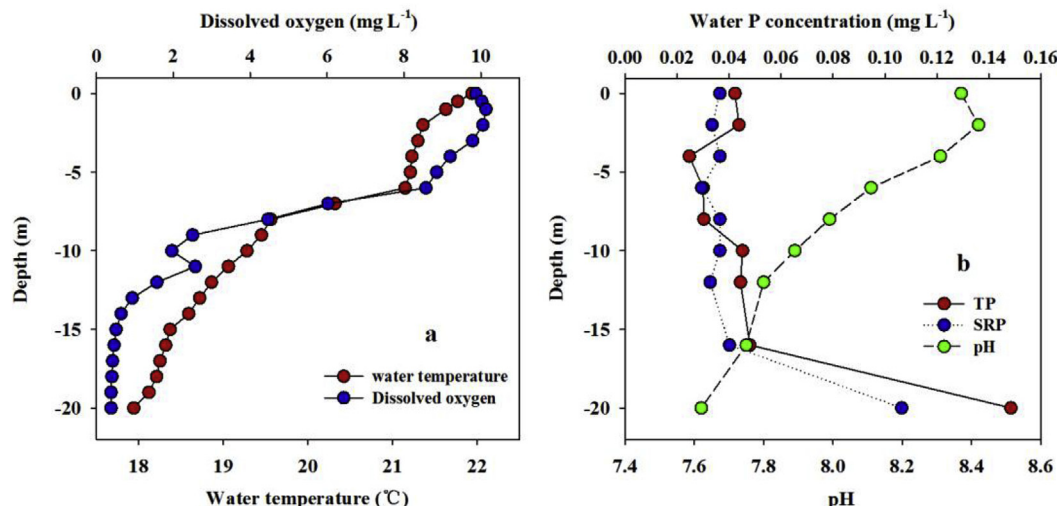 Dissolved oxygen (mg L-1)
0 2 4 6 8 10
0
-5
-10
-15
-20
Depth (m)
a
water temperature
Dissolved oxygen
18 19 20 21 22
Water temperature (℃)
Water P concentration (mg L-1)
0.00 0.02 0.04 0.06 0.08 0.10 0.12 0.14 0.16
0
-5
-10
-15
-20
Depth (m)
b
TP
SRP
pH
7.4 7.6 7.8 8.0 8.2 8.4 8.6
pH